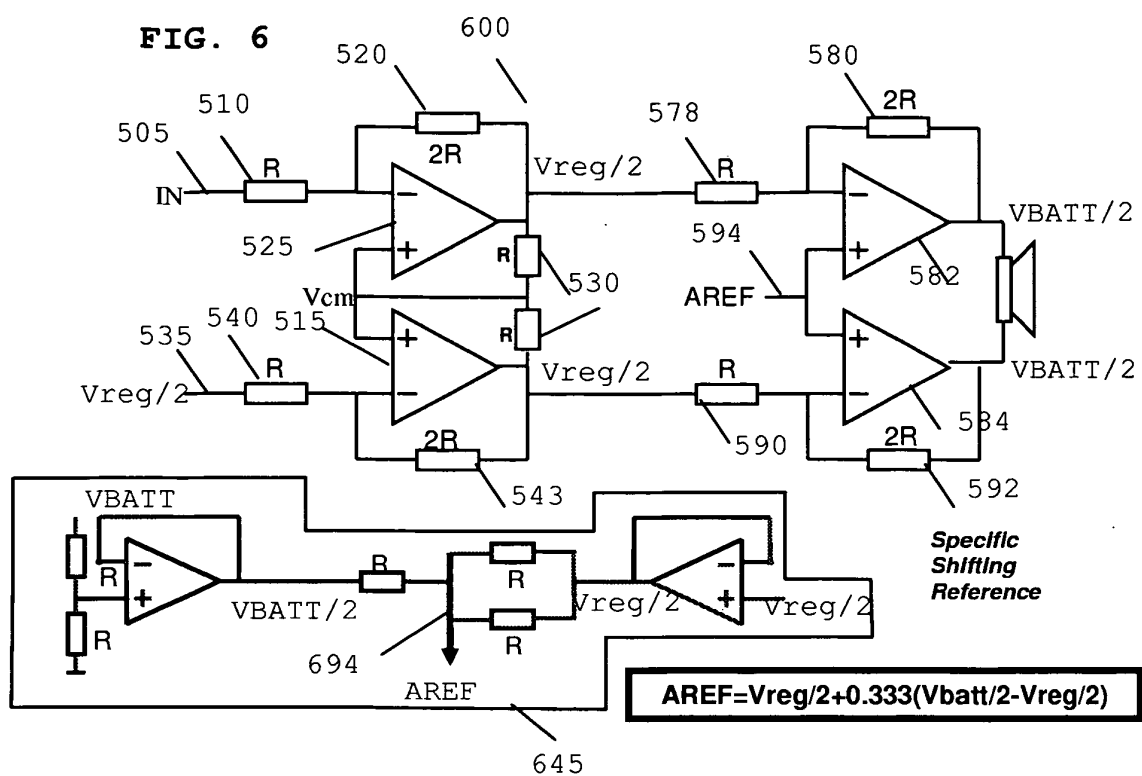 FIG. 6
600
520
580
510
578
505
2R
2R
R
Vreg/2
R
IN
VBATT/2
525
594
582
R
530
Vcm
AREF
540
515
R
535
R
Vreg/2
R
VBATT/2
Vreg/2
584
2R
590
2R
543
592
VBATT
Specific
Shifting
Reference
R
R
R
VBATT/2
Vreg/2
Vreg/2
R
R
694
AREF
AREF=Vreg/2+0.333(Vbatt/2-Vreg/2)
645